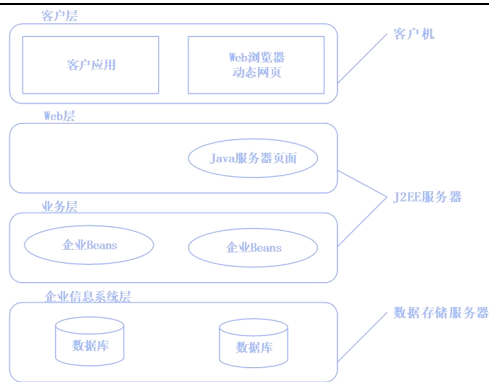 客户层
客户应用
Web浏览器
动态网页
客户机
Web层
Java服务器页面
J2EE服务器
业务层
企业Beans
企业Beans
企业信息系统层
数据库
数据库
数据存储服务器